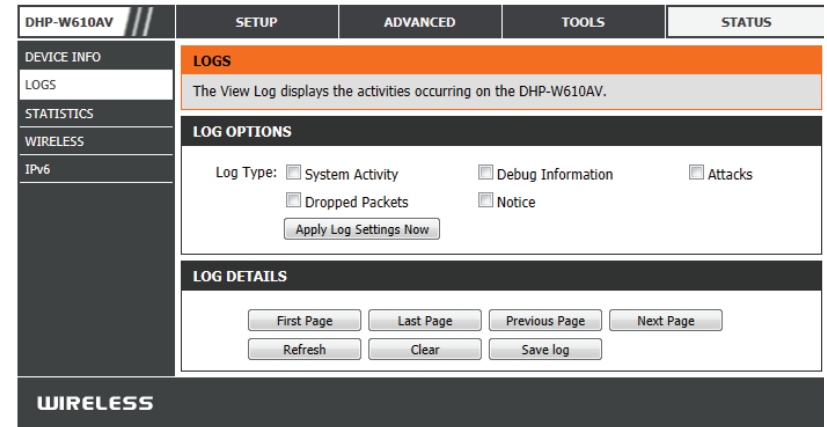 DHP-W610AV SETUP ADVANCED TOOLS STATUS
DEVICE INFO
LOGS
STATISTICS
WIRELESS
IPv6
LOGS
The View Log displays the activities occurring on the DHP-W610AV.
LOG OPTIONS
Log Type: System Activity Debug Information Attacks
Dropped Packets Notice
Apply Log Settings Now
LOG DETAILS
First Page Last Page Previous Page Next Page
Refresh Clear Save log
WIRELESS